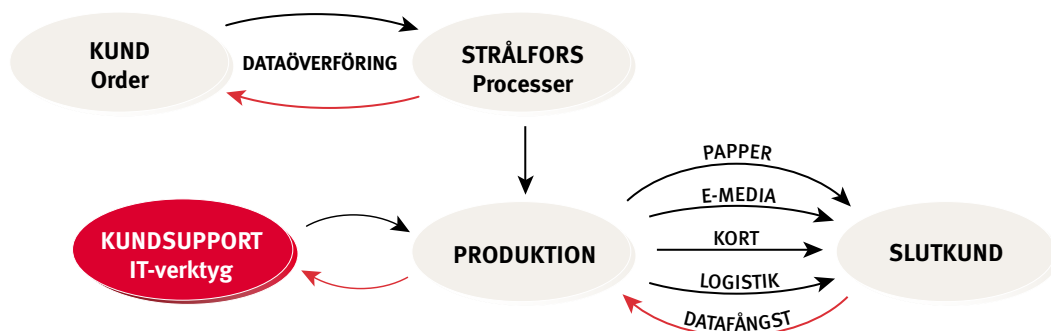 KUND
Order
DATAÖVERFÖRING
STRÅLFORS
Processer
PAPPER
E-MEDIA
KUNDSUPPORT
IT-verktyg
PRODUKTION
KORT
SLUTKUND
LOGISTIK
DATAFÅNGST